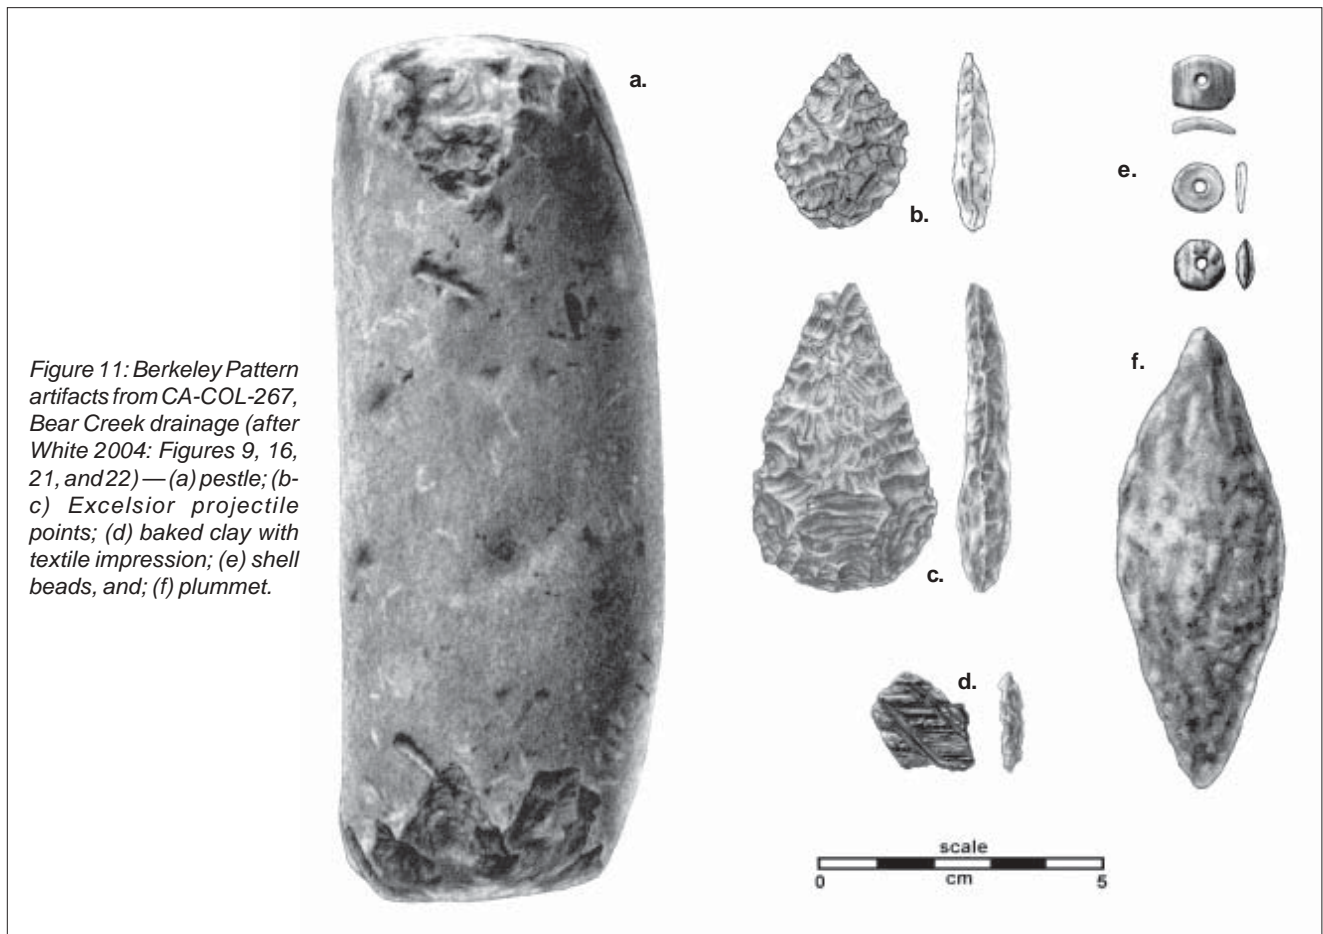 Figure 11: Berkeley Pattern
artifacts from CA-COL-267,
Bear Creek drainage (after
White 2004: Figures 9, 16,
21, and 22) — (a) pestle; (b-
c) Excelsior projectile
points; (d) baked clay with
textile impression; (e) shell
beads, and; (f) plummet.
a.
b.
c.
d.
e.
f.
scale
0 cm 5